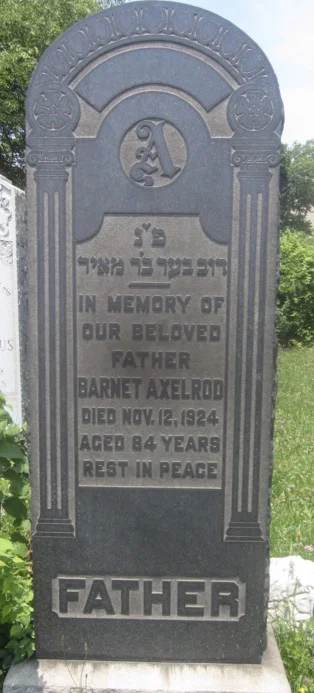 A
פ״נ
דוב בער בר מאיר
IN MEMORY OF
OUR BELOVED
FATHER
BARNET AXELROD
DIED NOV. 12, 1924
AGED 84 YEARS
REST IN PEACE
FATHER